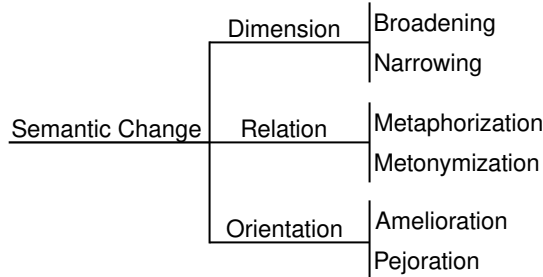 Dimension
Broadening
Narrowing
Semantic Change
Relation
Metaphorization
Metonymization
Orientation
Amelioration
Pejoration